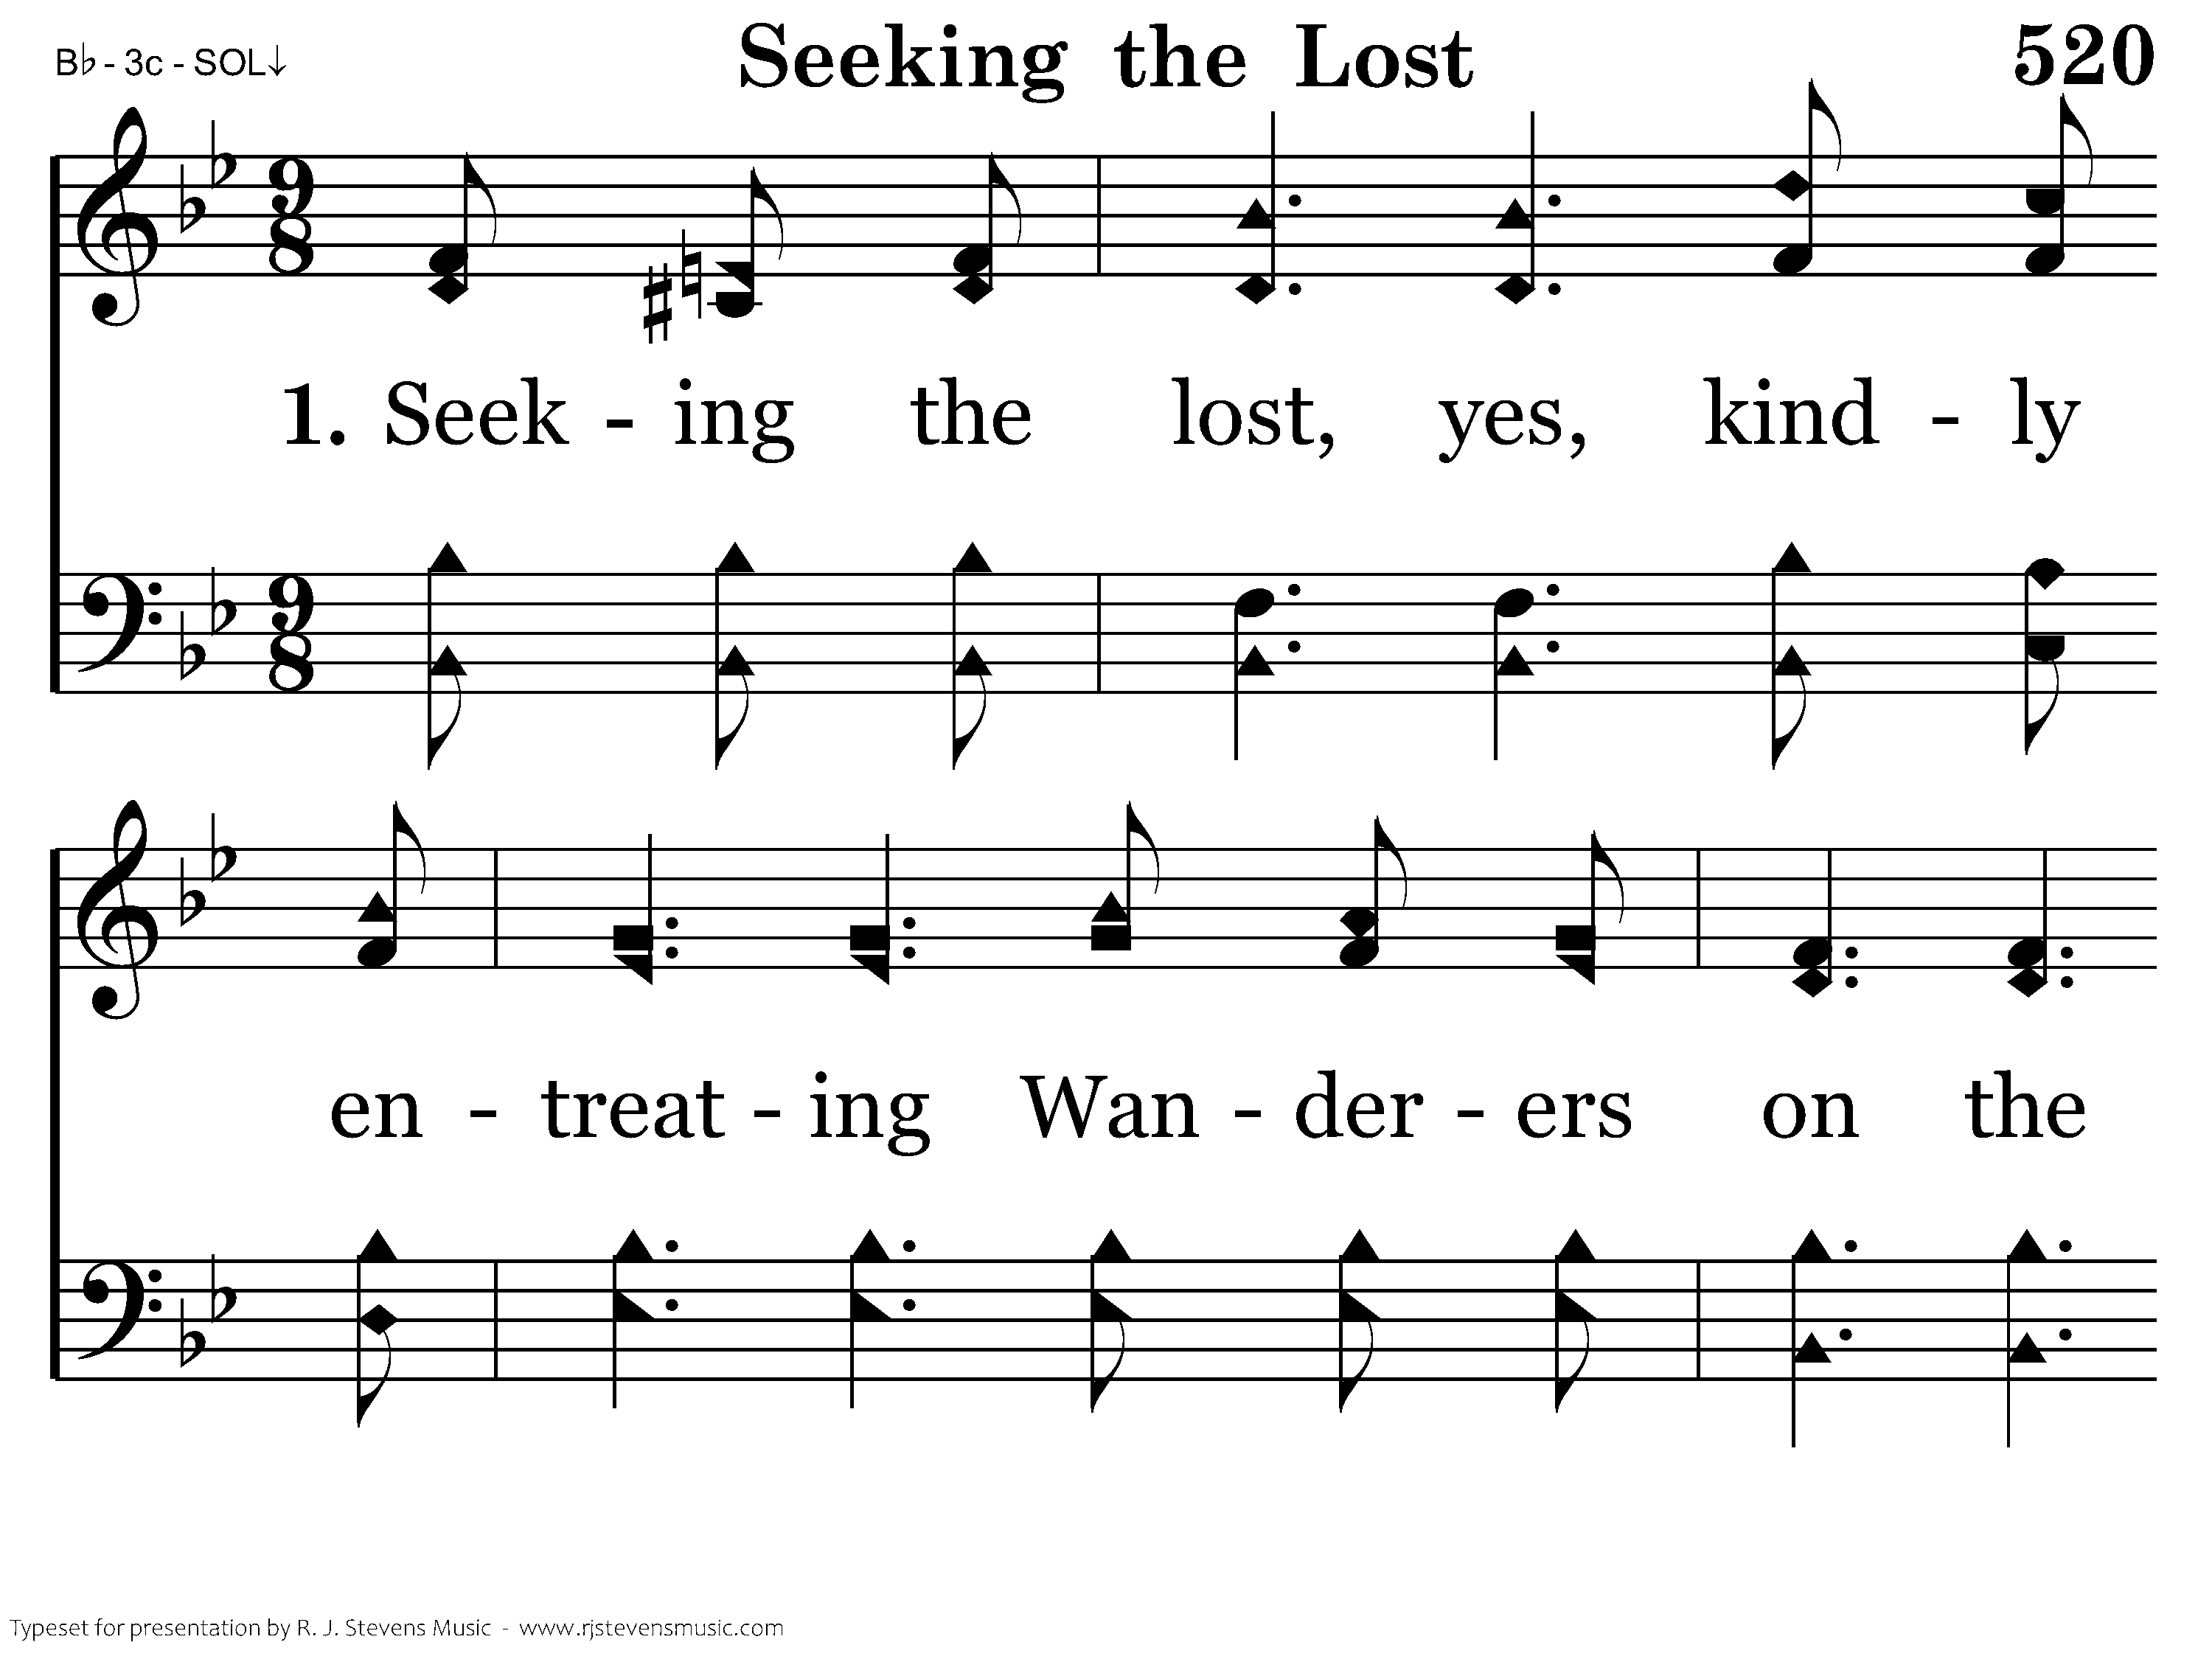 B♭ - 3c - SOL↓ Seeking the Lost 520
1. Seek - ing the lost, yes, kind - ly
en - treat - ing Wan - der - ers on the
Typeset for presentation by R. J. Stevens Music - www.rjstevensmusic.com